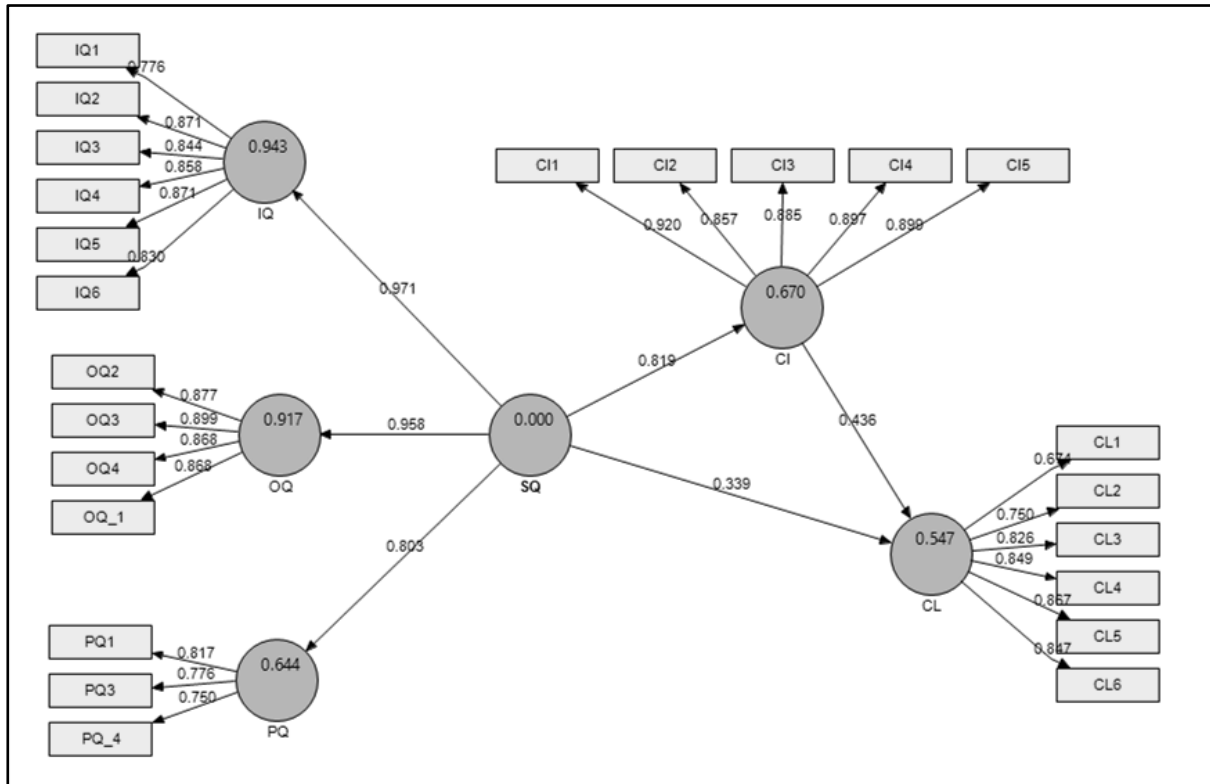 IQ1
IQ2
IQ3
IQ4
IQ5
IQ6
0.776
0.871
0.844
0.858
0.871
0.830
0.943
IQ
0.971
OQ2
OQ3
OQ4
OQ_1
0.877
0.899
0.868
0.868
0.917
OQ
0.958
PQ1
PQ3
PQ_4
0.817
0.776
0.750
0.644
PQ
0.803
0.000
SQ
0.819
0.339
CI1
CI2
CI3
CI4
CI5
0.920
0.857
0.885
0.897
0.899
0.670
CI
0.436
0.547
CL
0.674
0.750
0.826
0.849
0.867
0.847
CL1
CL2
CL3
CL4
CL5
CL6